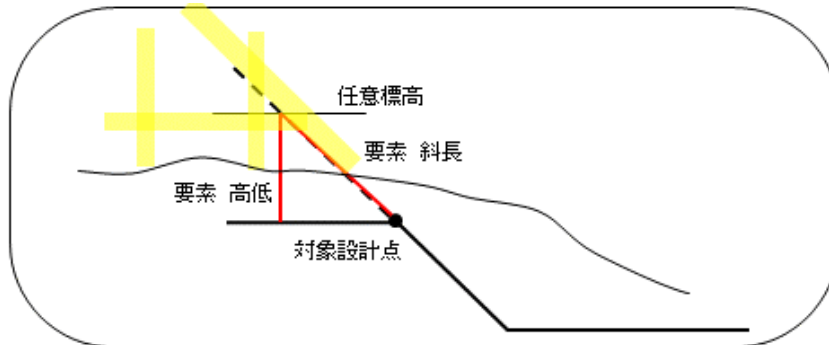 任意標高
要素 斜長
要素 高低
対象設計点